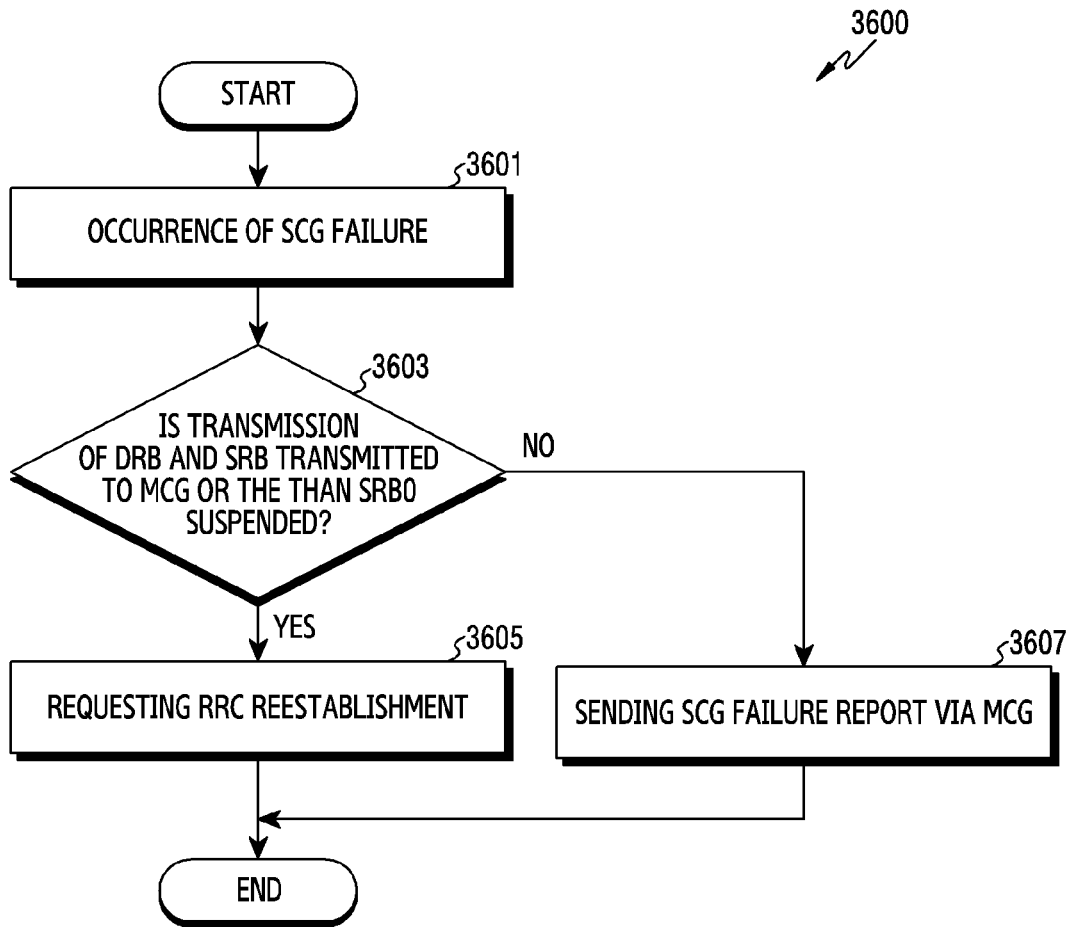 3600
START
3601
OCCURRENCE OF SCG FAILURE
3603
IS TRANSMISSION
OF DRB AND SRB TRANSMITTED
TO MCG OR THE THAN SRB0
SUSPENDED?
NO
YES
3605
REQUESTING RRC REESTABLISHMENT
3607
SENDING SCG FAILURE REPORT VIA MCG
END